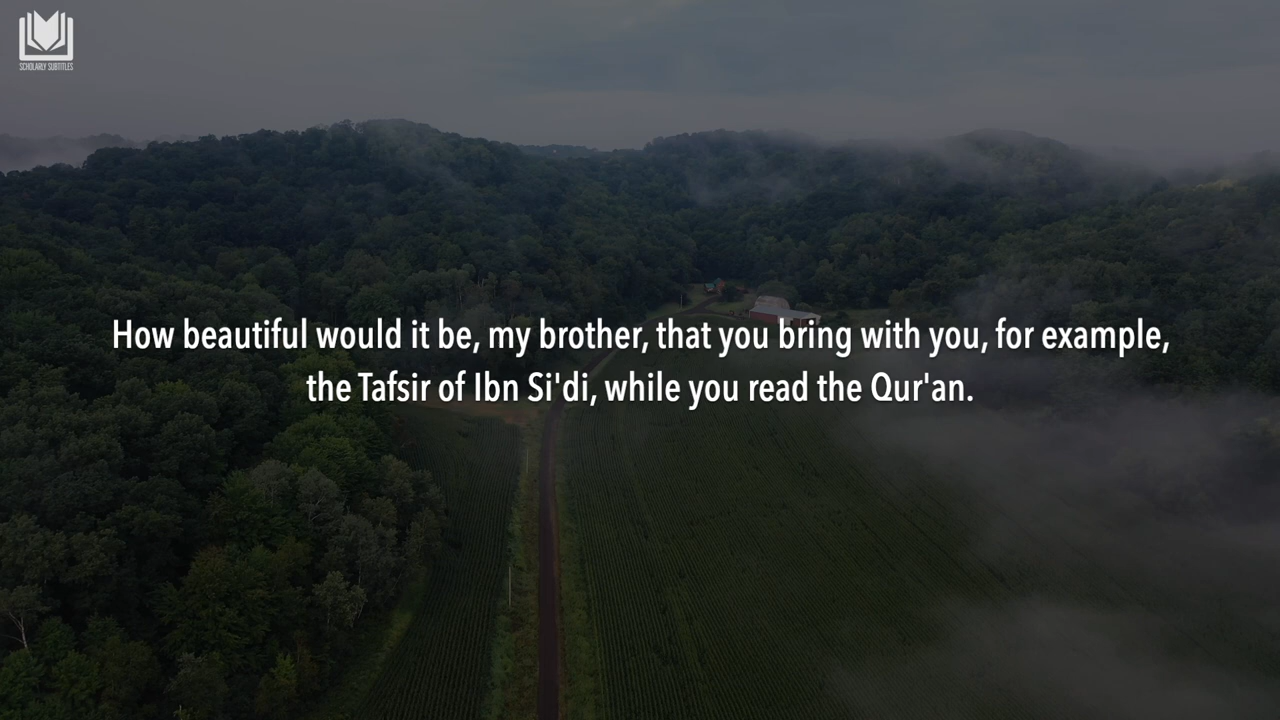 SCHOLARLY SUBTITLES
How beautiful would it be, my brother, that you bring with you, for example,
the Tafsir of Ibn Si'di, while you read the Qur'an.